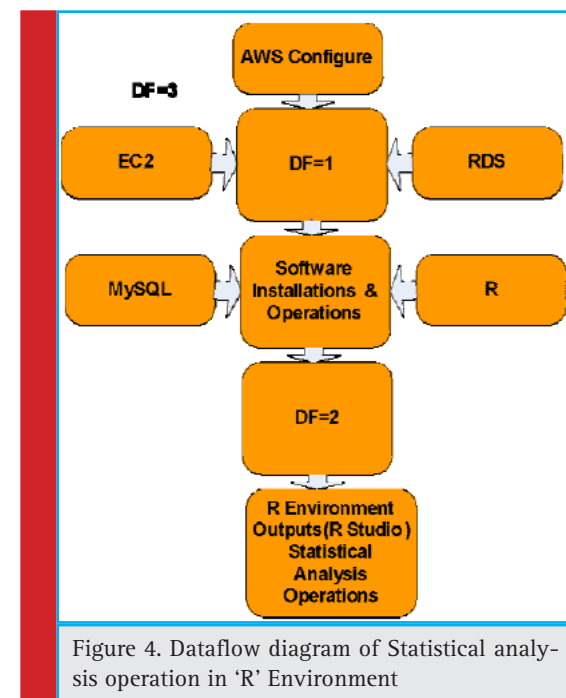 AWS Configure
DF=3
EC2
DF=1
RDS
MySQL
Software
Installations &
Operations
R
DF=2
R Environment
Outputs(R Studio)
Statistical
Analysis
Operations
Figure 4. Dataflow diagram of Statistical analy-
sis operation in ‘R’ Environment